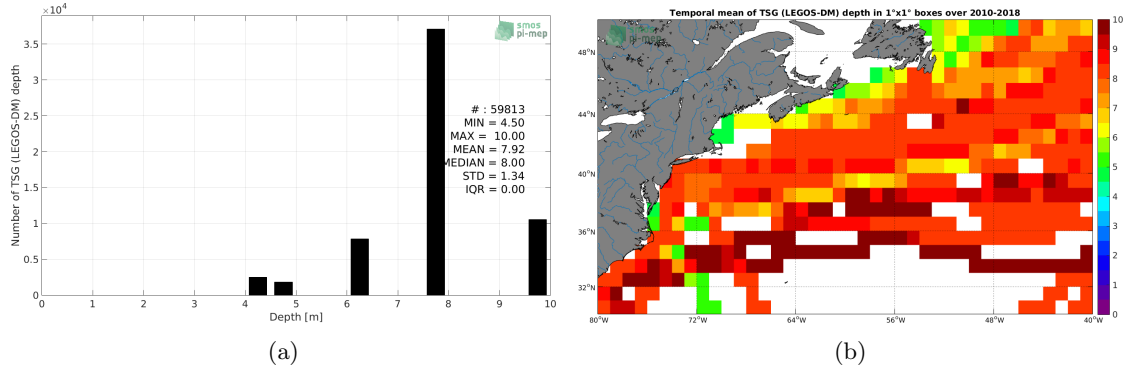 ×10⁴
3.5
3
2.5
2
1.5
1
0.5
0
Number of TSG (LEGOS-DM) depth
smos
pi-mep
# : 59813
MIN = 4.50
MAX = 10.00
MEAN = 7.92
MEDIAN = 8.00
STD = 1.34
IQR = 0.00
0 1 2 3 4 5 6 7 8 9 10
Depth [m]
(a)
Temporal mean of TSG (LEGOS-DM) depth in 1°x1° boxes over 2010-2018
smos
pi-mep
48°N
44°N
40°N
36°N
32°N
80°W 72°W 64°W 56°W 48°W 40°W
10
9
8
7
6
5
4
3
2
1
0
(b)